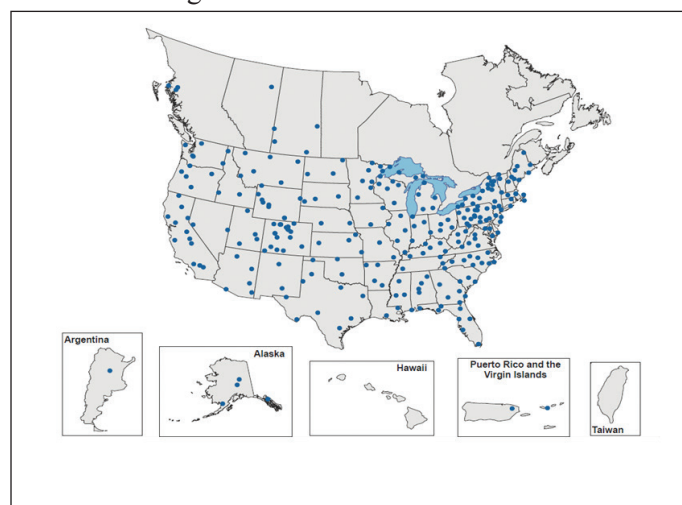 Argentina
Alaska
Hawaii
Puerto Rico and the
Virgin Islands
Taiwan